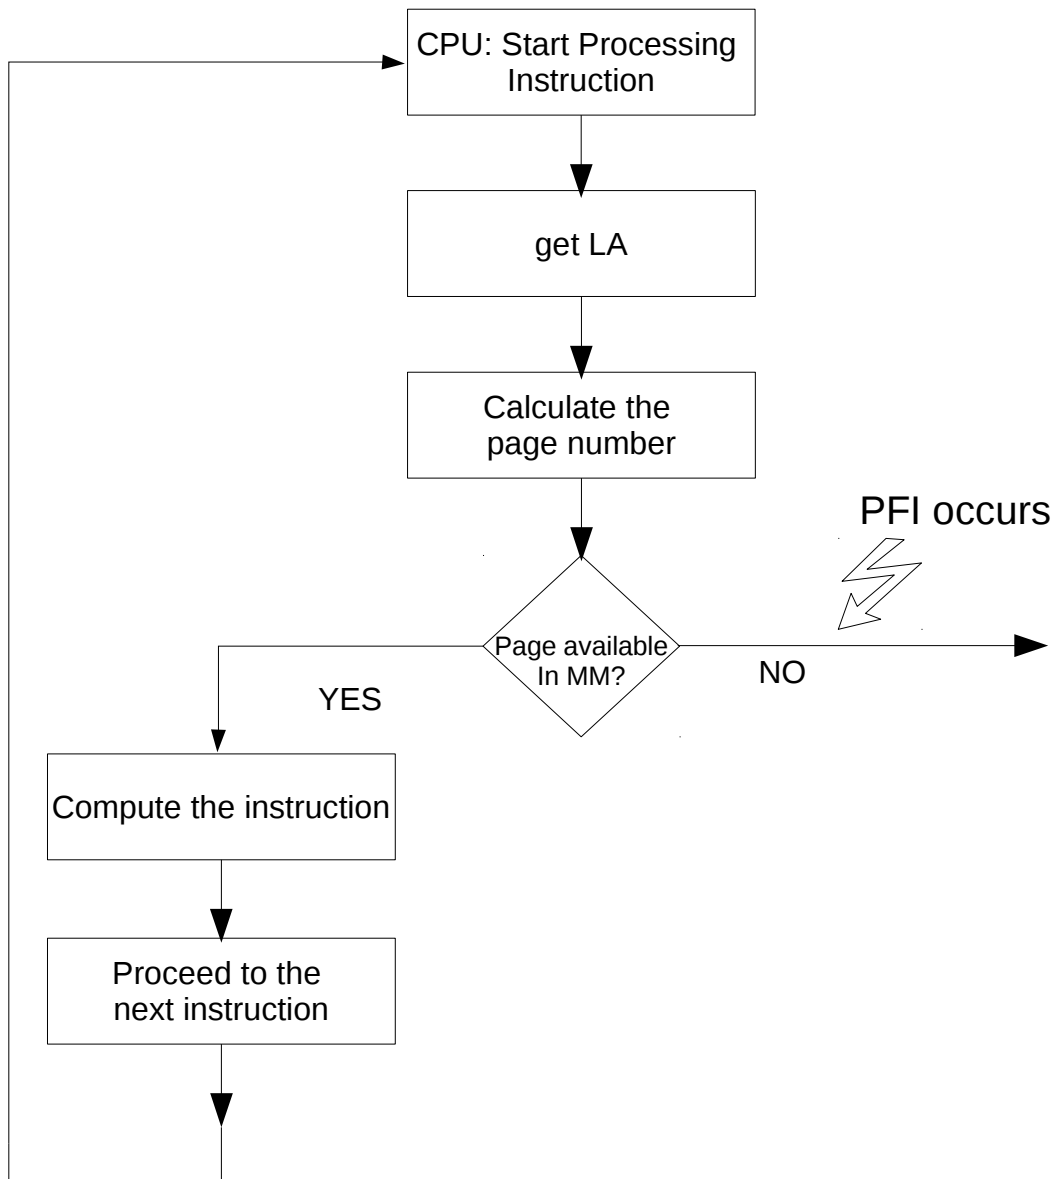 CPU: Start Processing
Instruction
get LA
Calculate the
page number
PFI occurs
Page available
In MM?
NO
YES
Compute the instruction
Proceed to the
next instruction